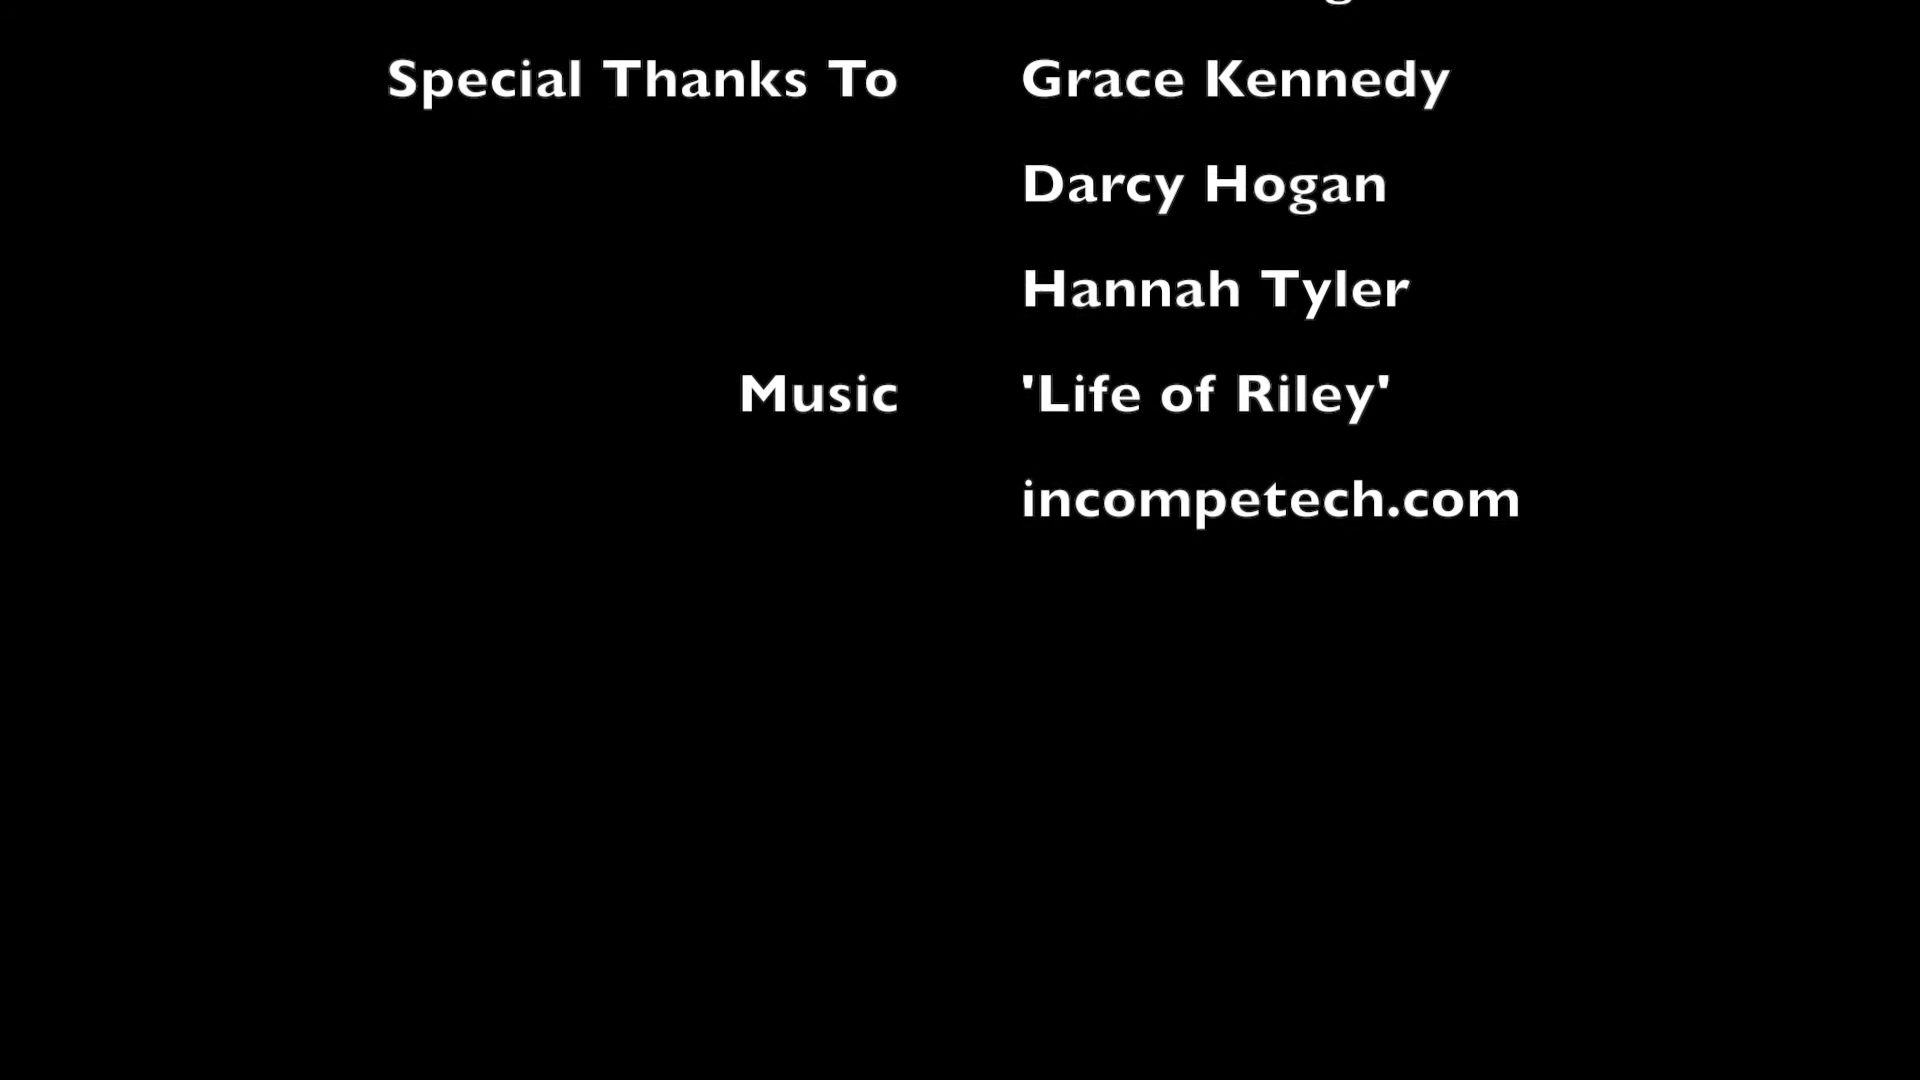 Special Thanks To Grace Kennedy
Darcy Hogan
Hannah Tyler
Music 'Life of Riley'
incompetech.com